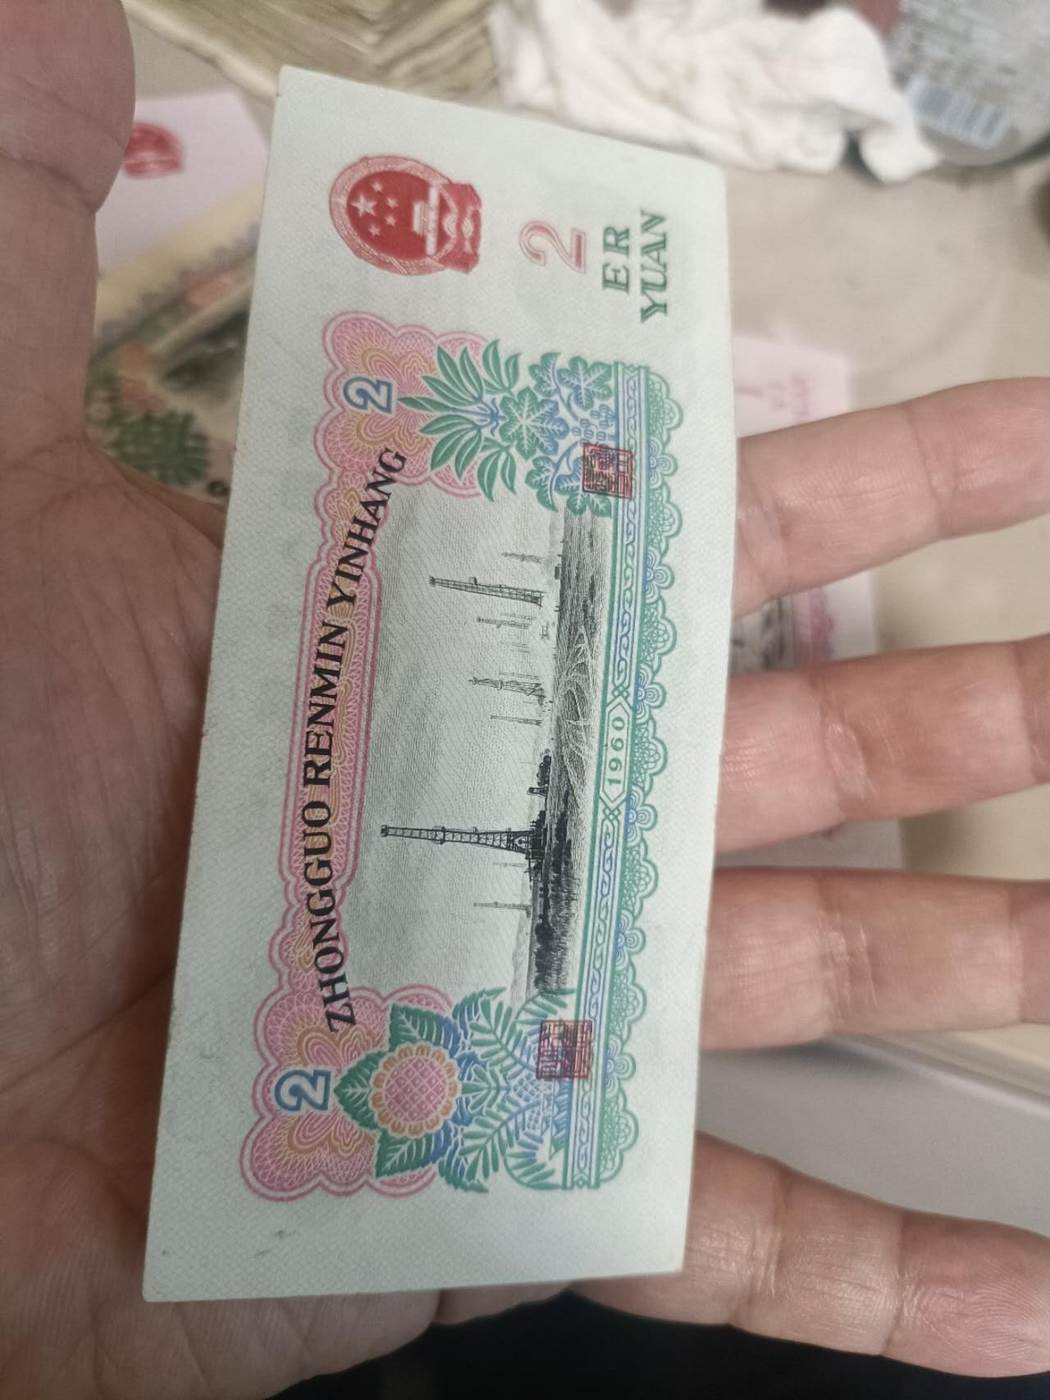 ZHONGGUO RENMIN YINHANG
2
2
2
ER
YUAN
1960